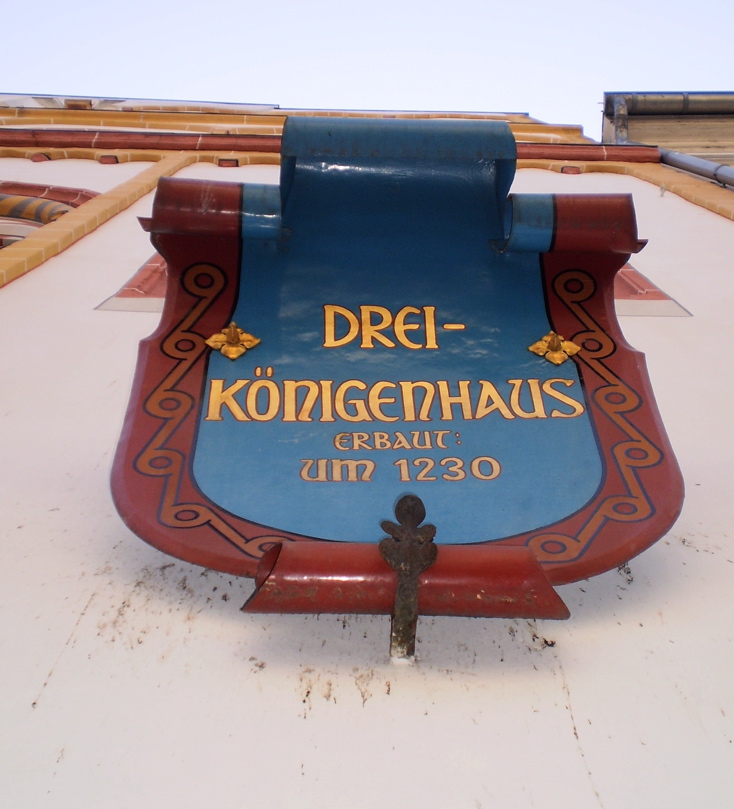 DREI-
KÖNIGENHAUS
ERBAUT:
UM 1230